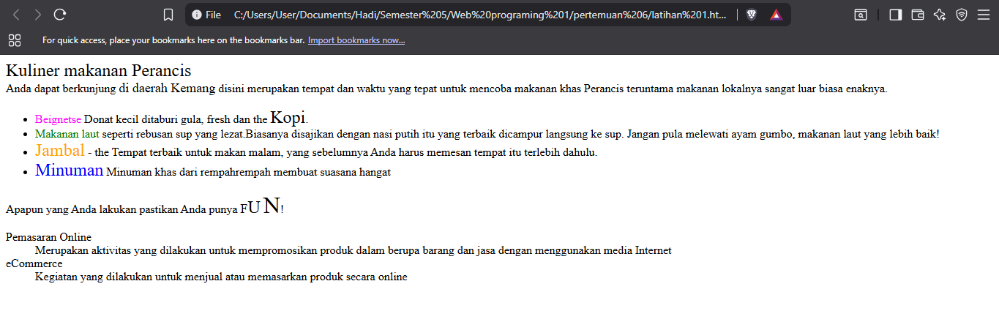 File C:/Users/User/Documents/Hadi/Semester%205/Web%20programing%201/pertemuan%206/latihan%201.ht...
For quick access, place your bookmarks here on the bookmarks bar. Import bookmarks now...
Kuliner makanan Perancis
Anda dapat berkunjung di daerah Kemang disini merupakan tempat dan waktu yang tepat untuk mencoba makanan khas Perancis teruntama makanan lokalnya sangat luar biasa enaknya.
• Beignetse Donat kecil ditaburi gula, fresh dan the Kopi.
• Makanan laut seperti rebusan sup yang lezat.Biasanya disajikan dengan nasi putih itu yang terbaik dicampur langsung ke sup. Jangan pula melewati ayam gumbo, makanan laut yang lebih baik!
• Jambal - the Tempat terbaik untuk makan malam, yang sebelumnya Anda harus memesan tempat itu terlebih dahulu.
• Minuman Minuman khas dari rempahrempah membuat suasana hangat
Apapun yang Anda lakukan pastikan Anda punya FU N!
Pemasaran Online
Merupakan aktivitas yang dilakukan untuk mempromosikan produk dalam berupa barang dan jasa dengan menggunakan media Internet
eCommerce
Kegiatan yang dilakukan untuk menjual atau memasarkan produk secara online